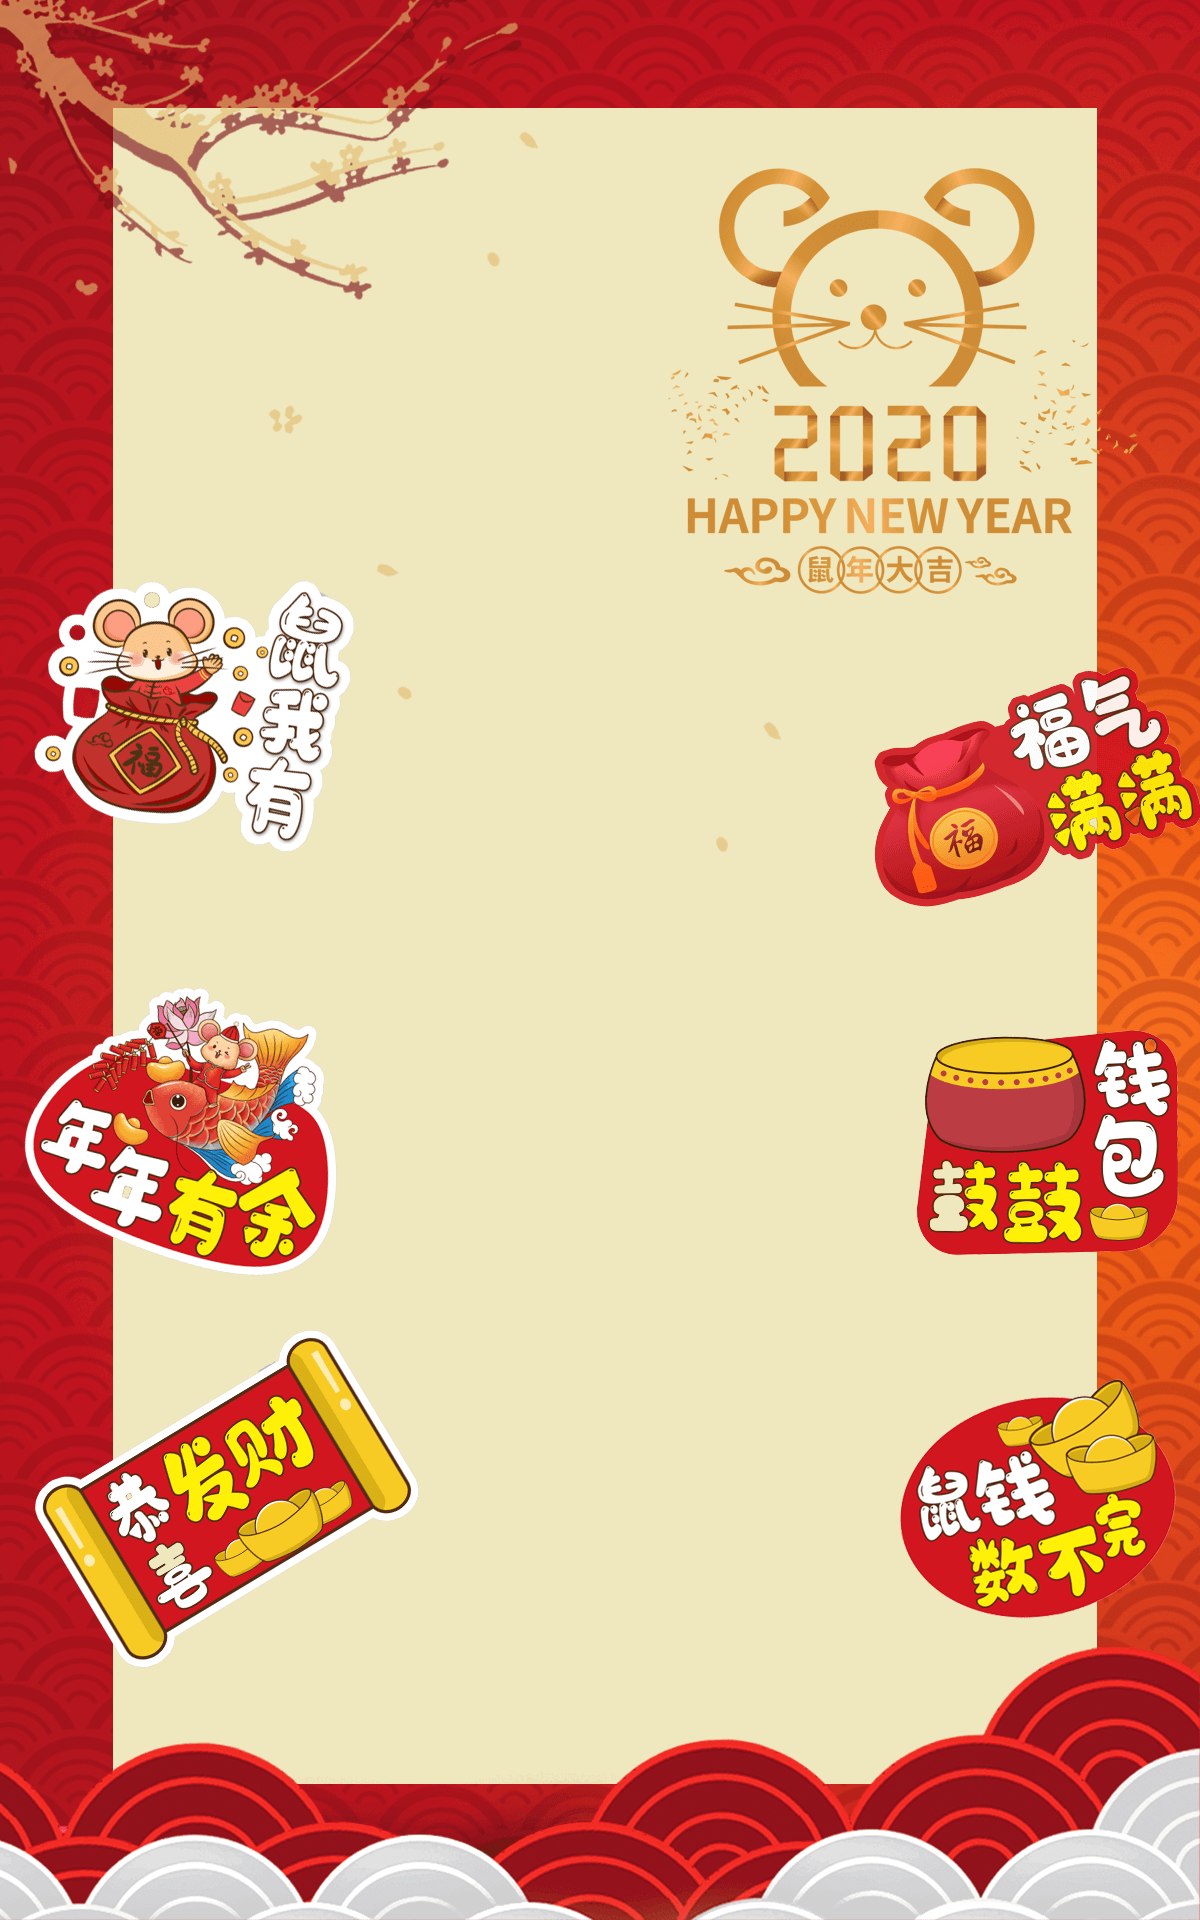 2020
HAPPY NEW YEAR
鼠年大吉
鼠我有
福
福气
满满
福
年年有余
钱包
鼓鼓
恭喜
发财
鼠钱
数不完